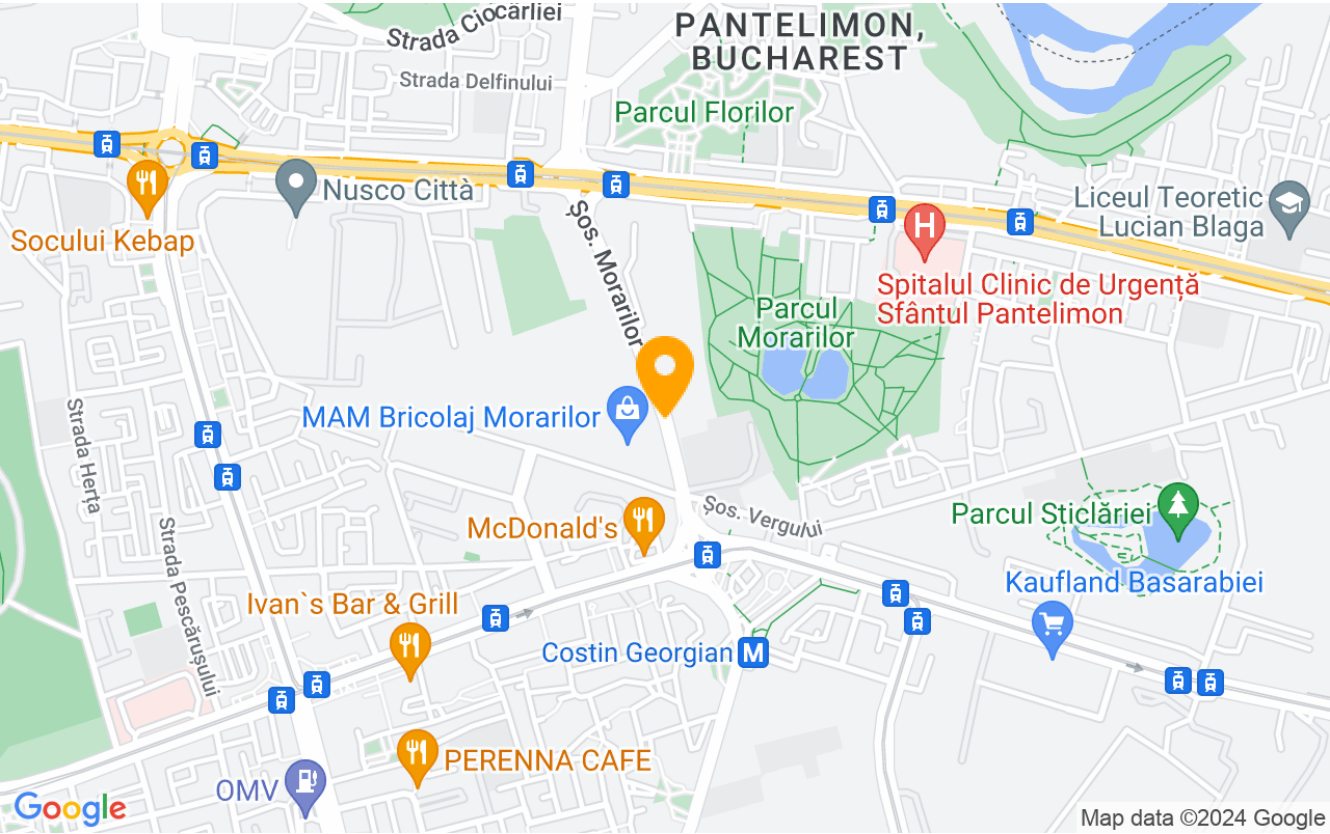 Strada Ciocârliei
PANTELIMON,
BUCHAREST
Strada Delfinului
Parcul Florilor
Nusco Città
Liceul Teoretic
Lucian Blaga
H
Socului Kebap
Șos. Morarilor
Spitalul Clinic de Urgență
Sfântul Pantelimon
Parcul
Morarilor
MAM Bricolaj Morarilor
Strada Herța
Șos. Vergului
Parcul Sticlăriei
McDonald's
Strada Pescărușului
Kaufland Basarabiei
Ivan`s Bar & Grill
Costin Georgian M
PERENNA CAFE
OMV
Google
Map data ©2024 Google